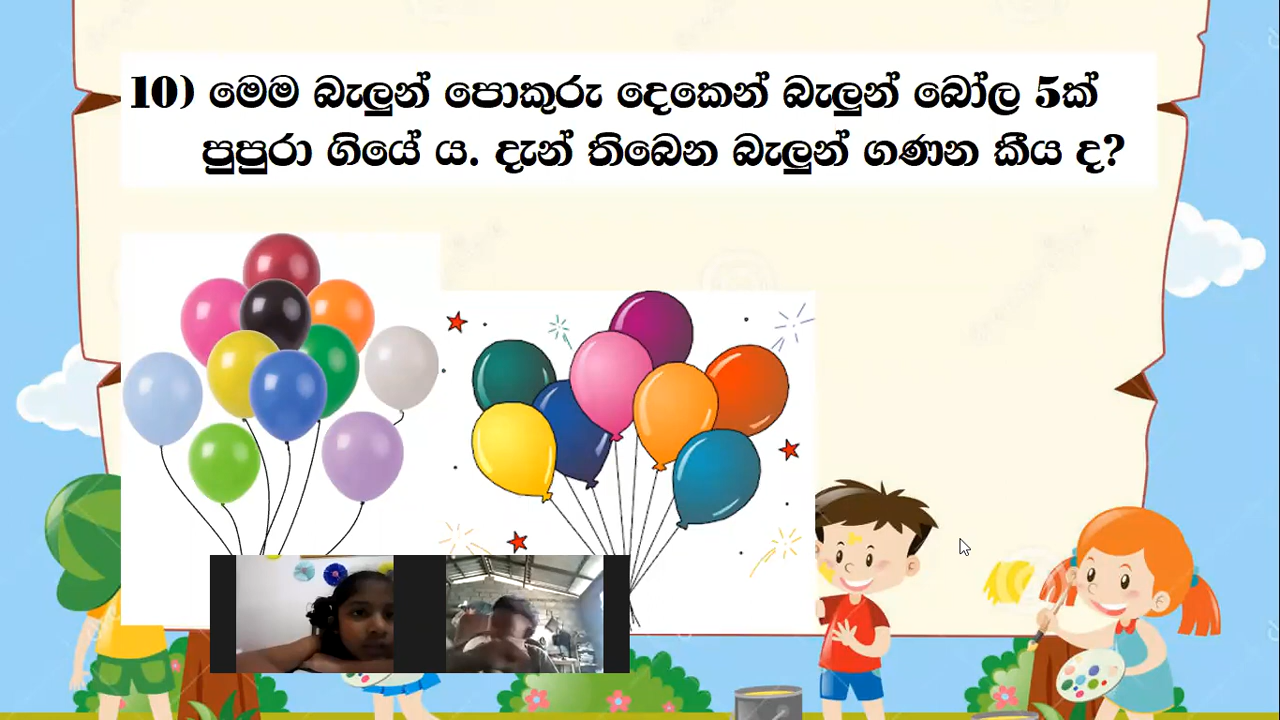 10) මෙම බැලුන් පොකුරු දෙකෙන් බැලුන් බෝල 5ක්
පුපුරා ගියේ ය. දැන් තිබෙන බැලුන් ගණන කීය ද?